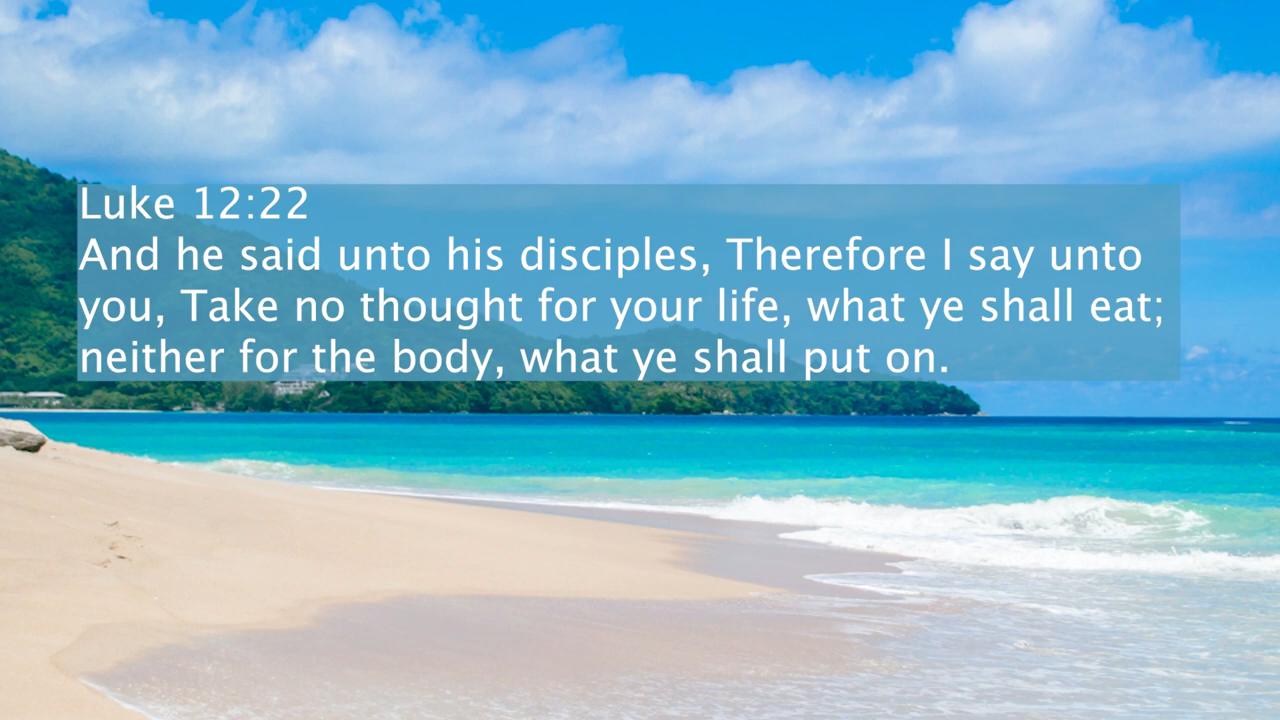 Luke 12:22
And he said unto his disciples, Therefore I say unto
you, Take no thought for your life, what ye shall eat;
neither for the body, what ye shall put on.